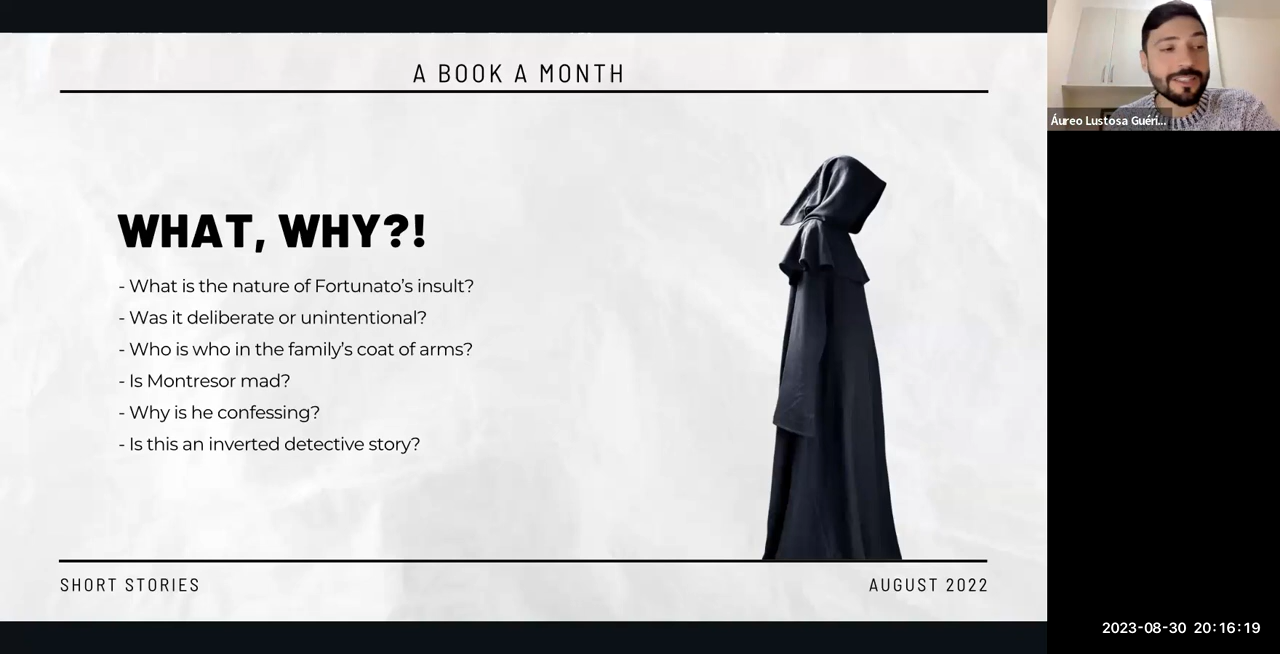 A BOOK A MONTH
WHAT, WHY?!
- What is the nature of Fortunato’s insult?
- Was it deliberate or unintentional?
- Who is who in the family’s coat of arms?
- Is Montresor mad?
- Why is he confessing?
- Is this an inverted detective story?
SHORT STORIES
AUGUST 2022
Áureo Lustosa Guéri...
2023-08-30 20:16:19